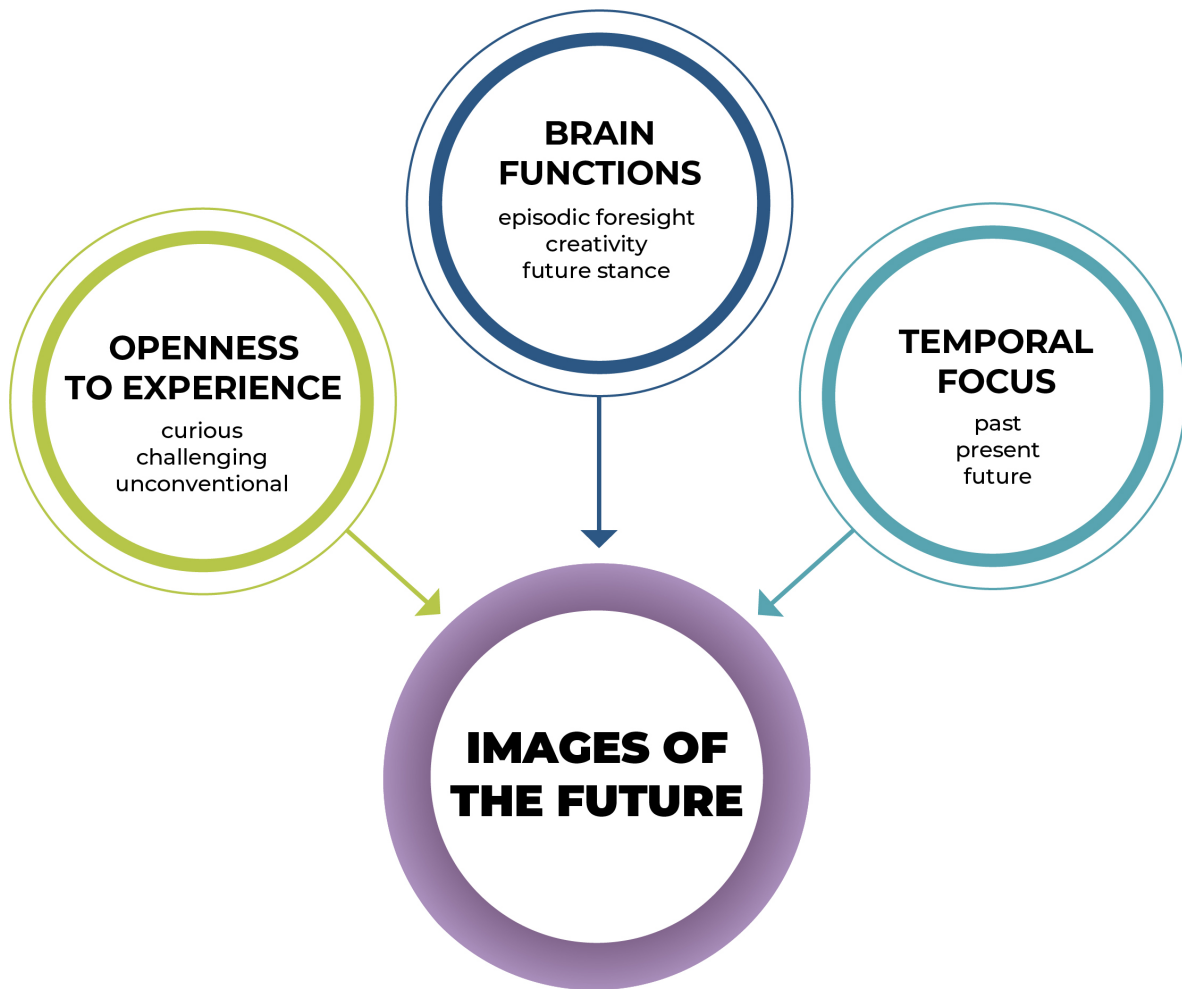 BRAIN
FUNCTIONS
episodic foresight
creativity
future stance
OPENNESS
TO EXPERIENCE
curious
challenging
unconventional
TEMPORAL
FOCUS
past
present
future
IMAGES OF
THE FUTURE